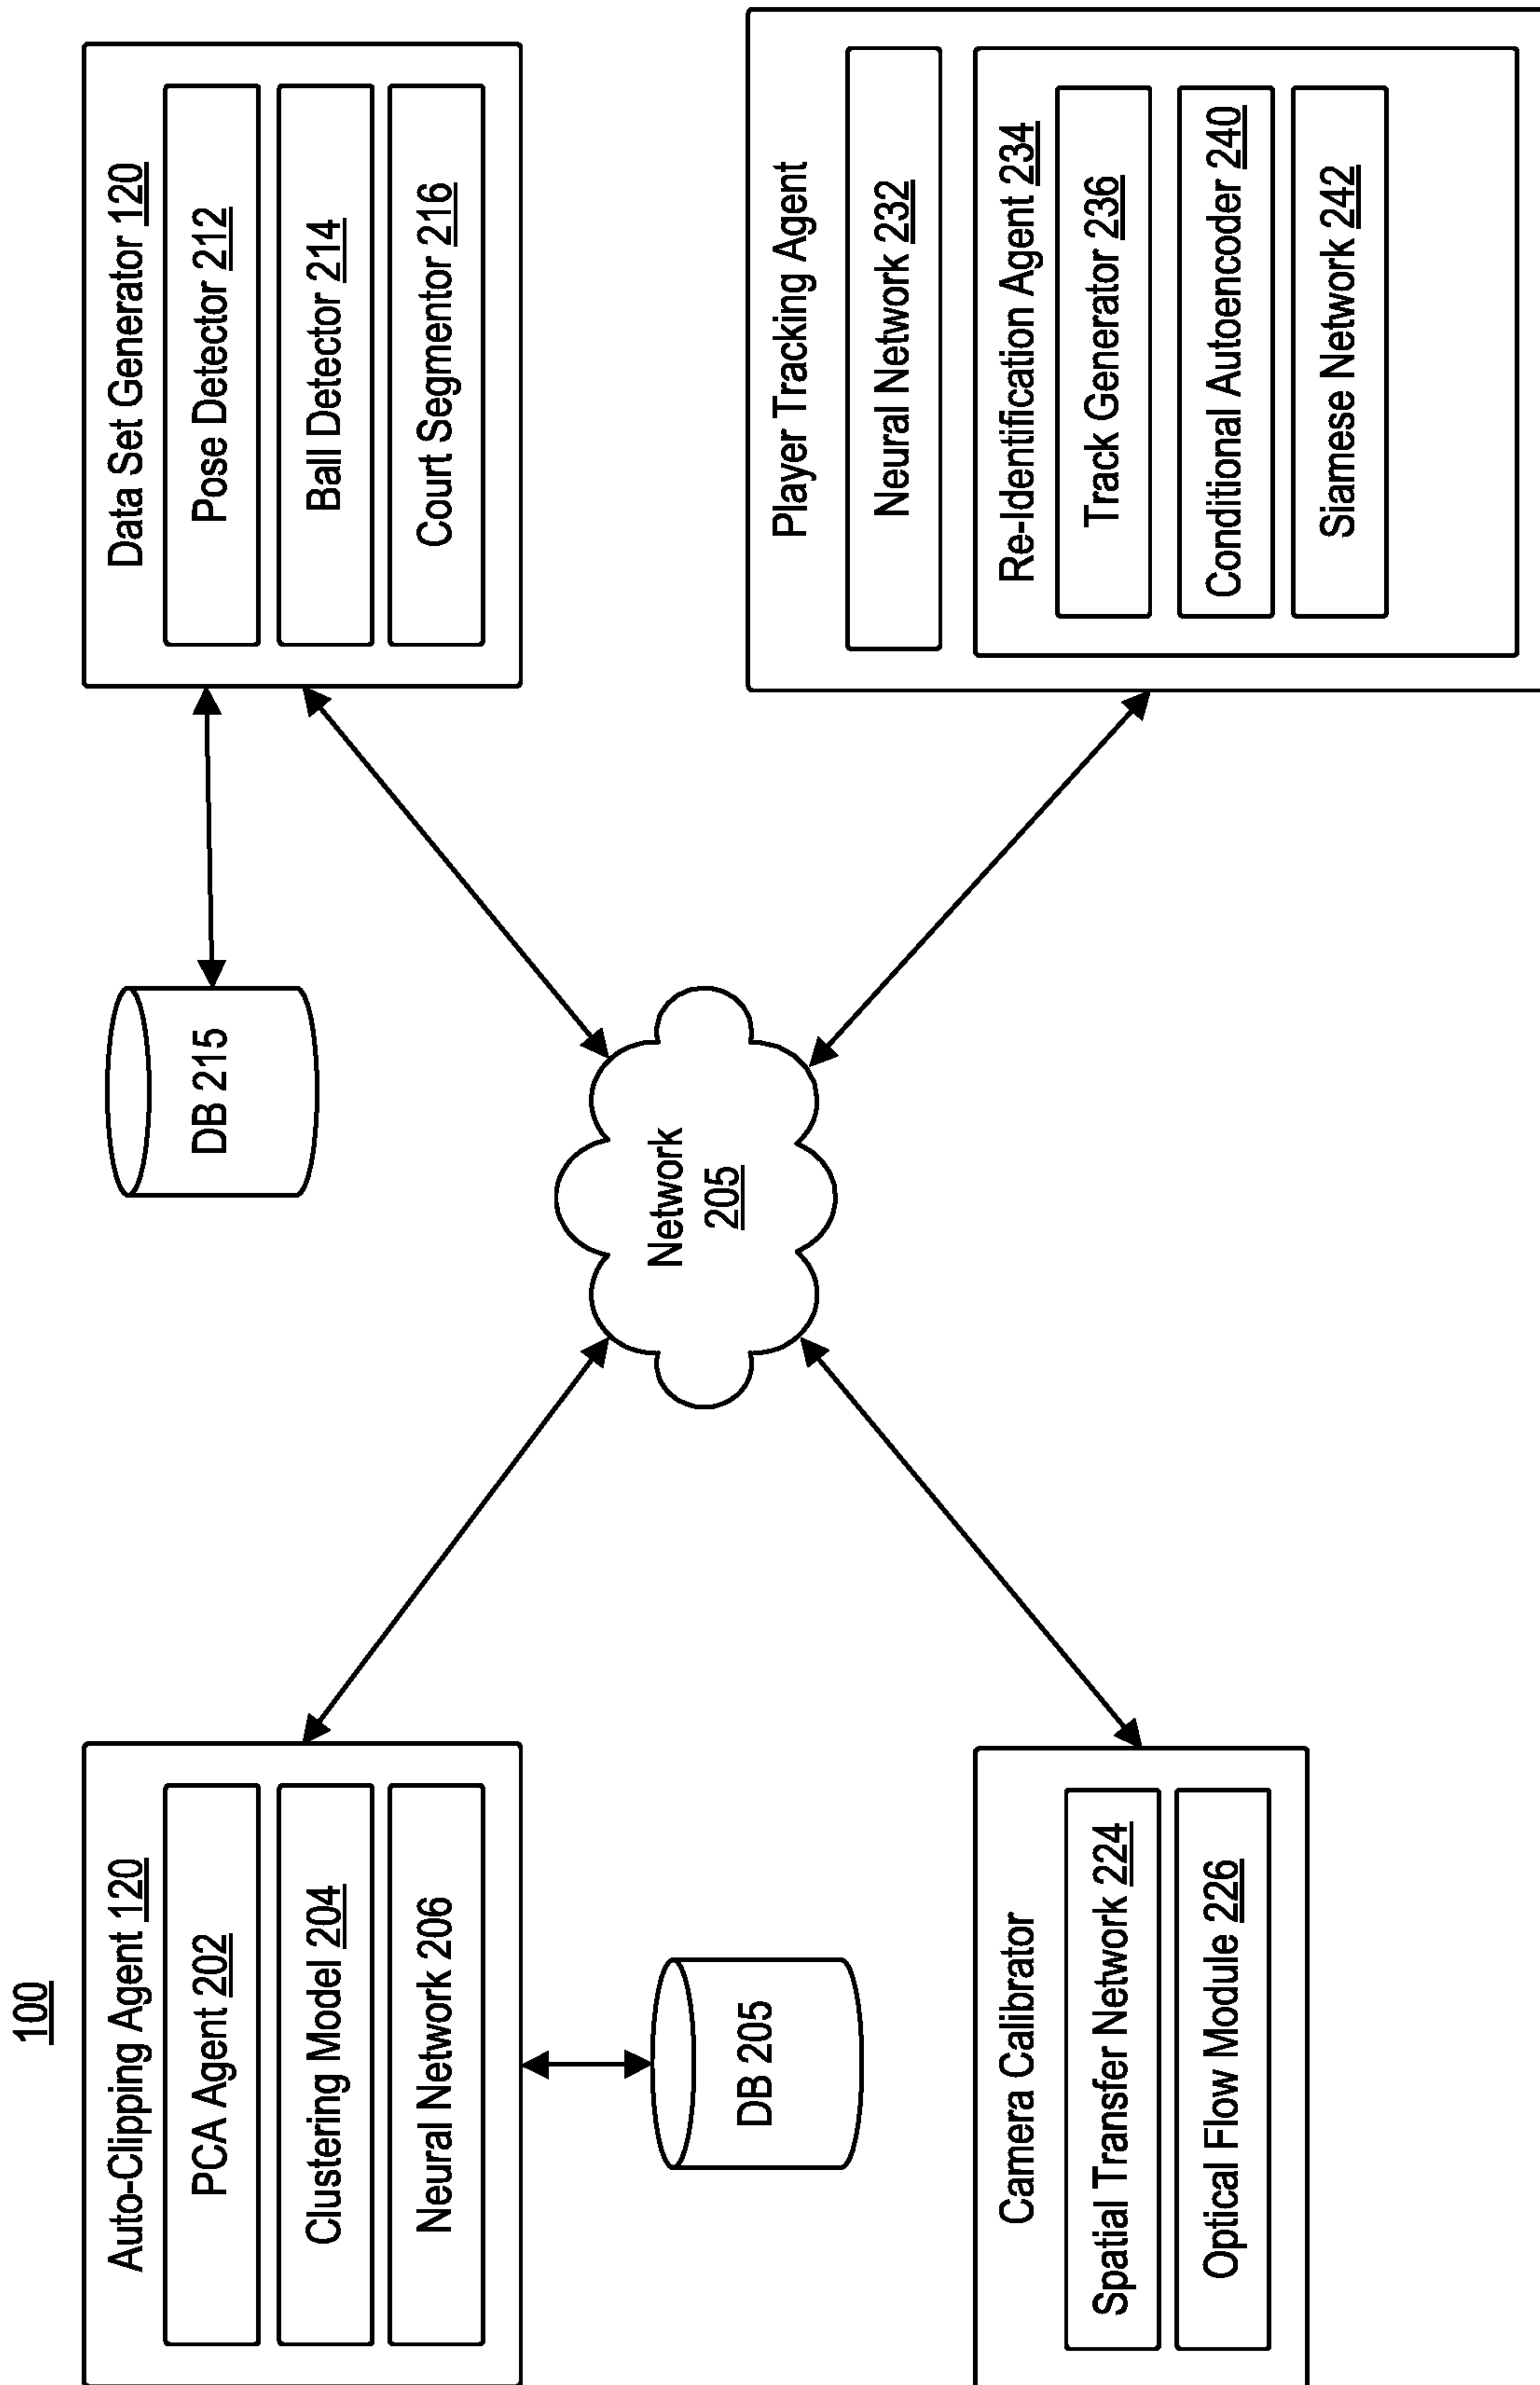 100
Auto-Clipping Agent 120
PCA Agent 202
Clustering Model 204
Neural Network 206
DB 205
Data Set Generator 120
Pose Detector 212
Ball Detector 214
Court Segmentor 216
DB 215
Network
205
Camera Calibrator
Spatial Transfer Network 224
Optical Flow Module 226
Player Tracking Agent
Neural Network 232
Re-Identification Agent 234
Track Generator 236
Conditional Autoencoder 240
Siamese Network 242